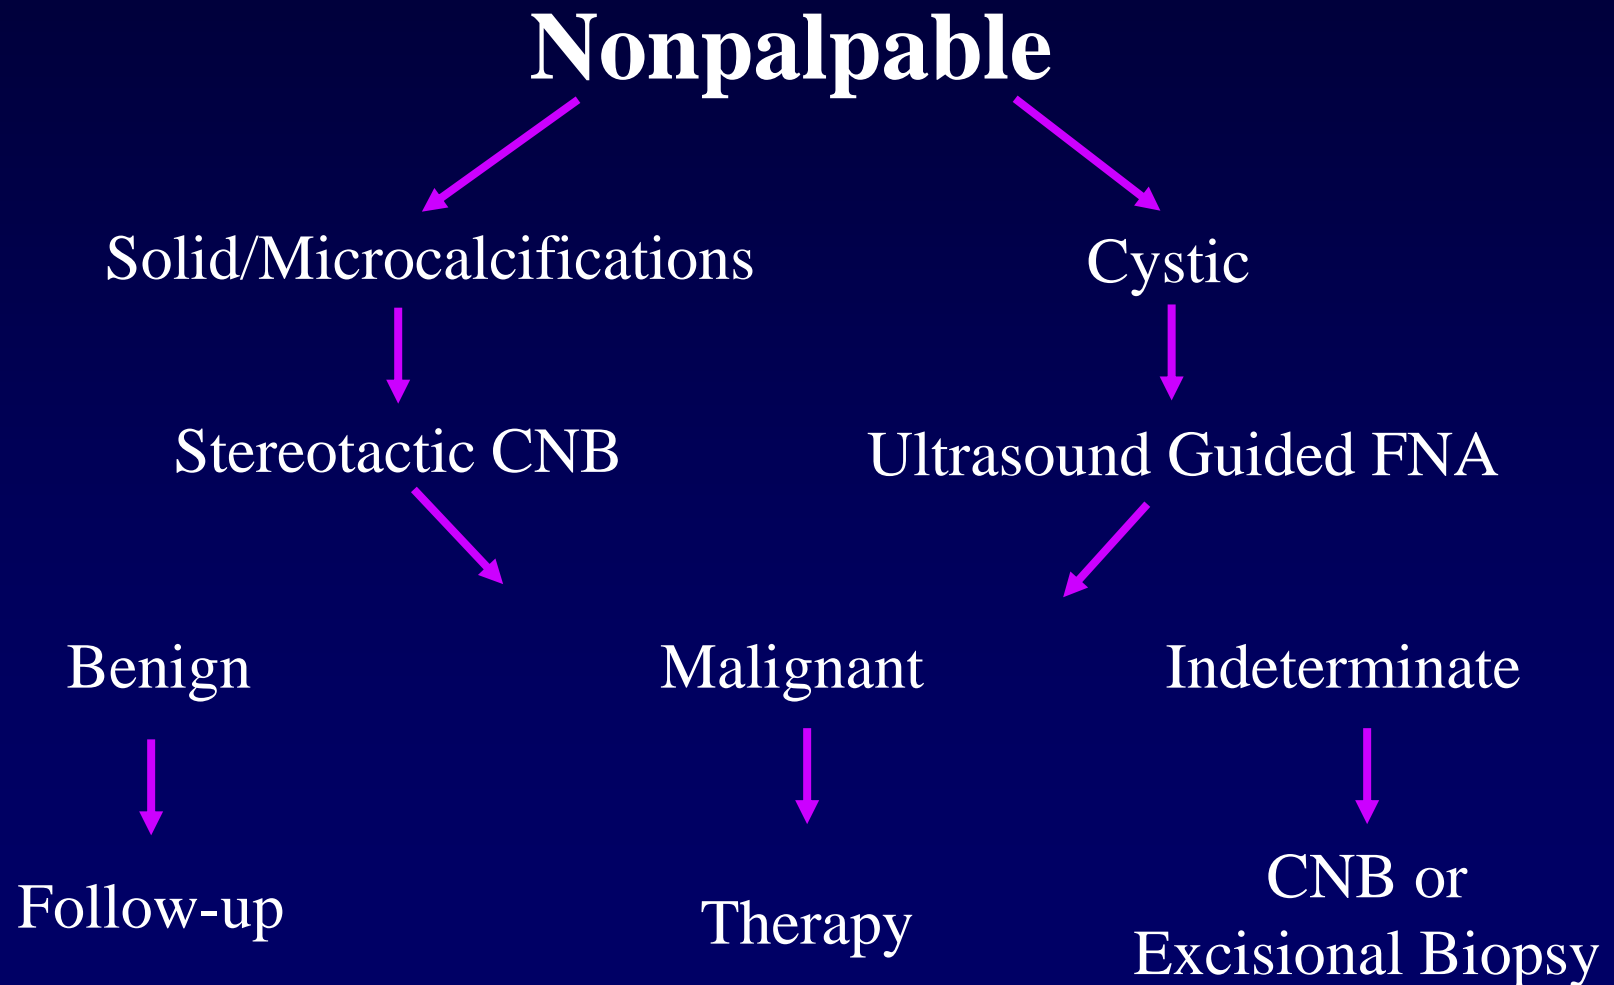 Nonpalpable
Solid/Microcalcifications
Cystic
Stereotactic CNB
Ultrasound Guided FNA
Benign
Malignant
Indeterminate
Follow-up
Therapy
CNB or
Excisional Biopsy